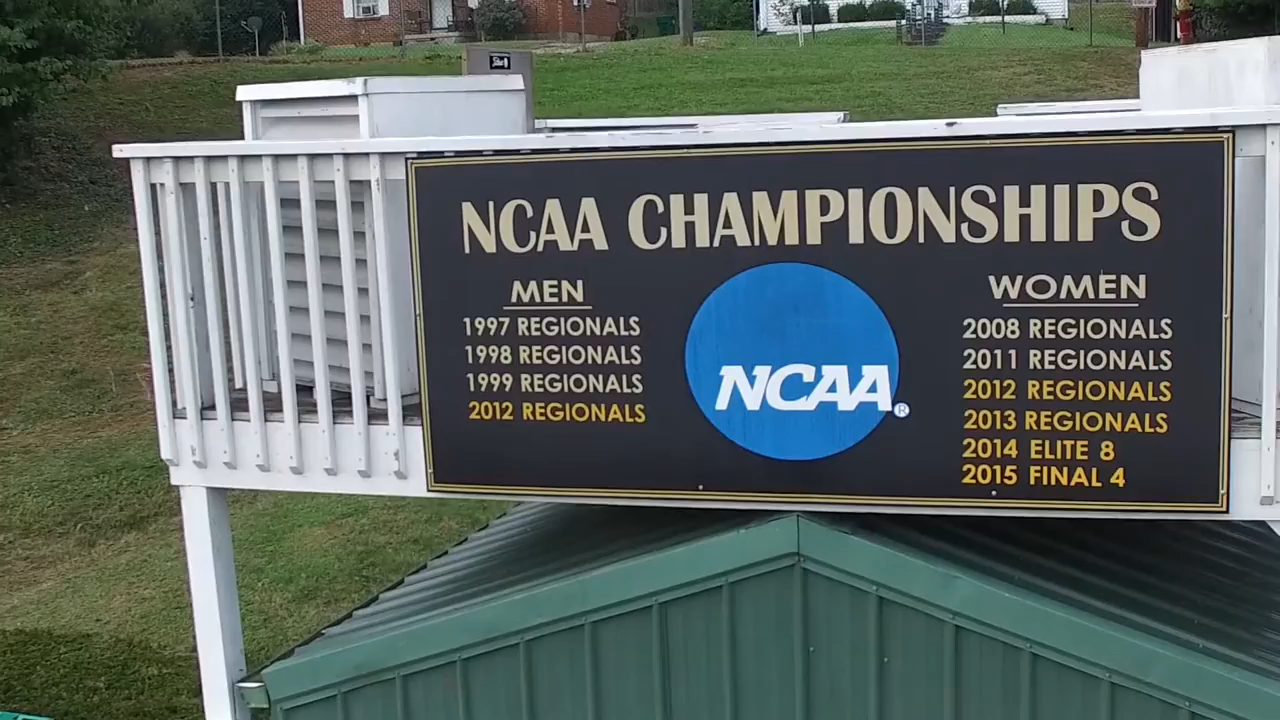 NCAA CHAMPIONSHIPS
MEN
1997 REGIONALS
1998 REGIONALS
1999 REGIONALS
2012 REGIONALS
NCAA®
WOMEN
2008 REGIONALS
2011 REGIONALS
2012 REGIONALS
2013 REGIONALS
2014 ELITE 8
2015 FINAL 4